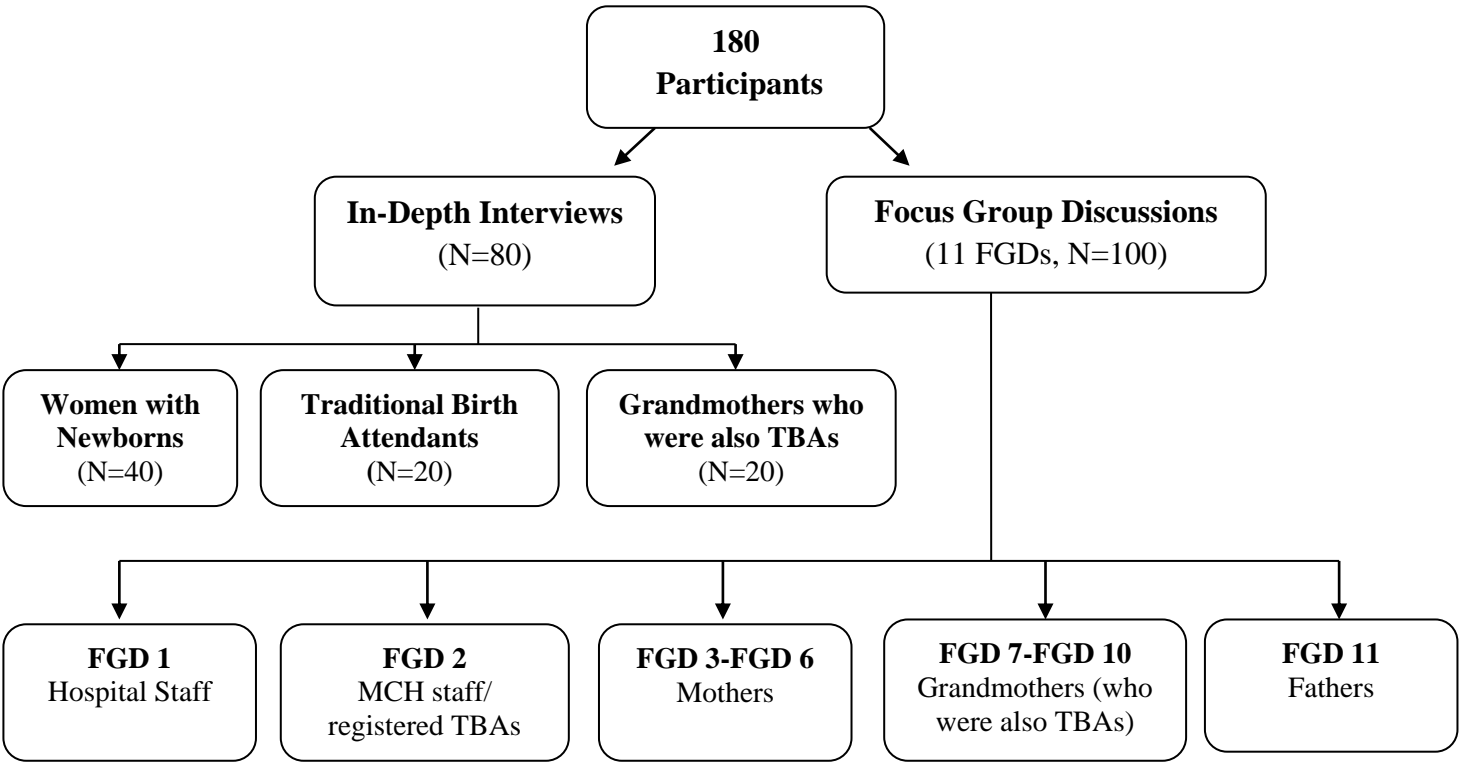 180
Participants
In-Depth Interviews
(N=80)
Focus Group Discussions
(11 FGDs, N=100)
Women with
Newborns
(N=40)
Traditional Birth
Attendants
(N=20)
Grandmothers who
were also TBAs
(N=20)
FGD 1
Hospital Staff
FGD 2
MCH staff/
registered TBAs
FGD 3-FGD 6
Mothers
FGD 7-FGD 10
Grandmothers (who
were also TBAs)
FGD 11
Fathers